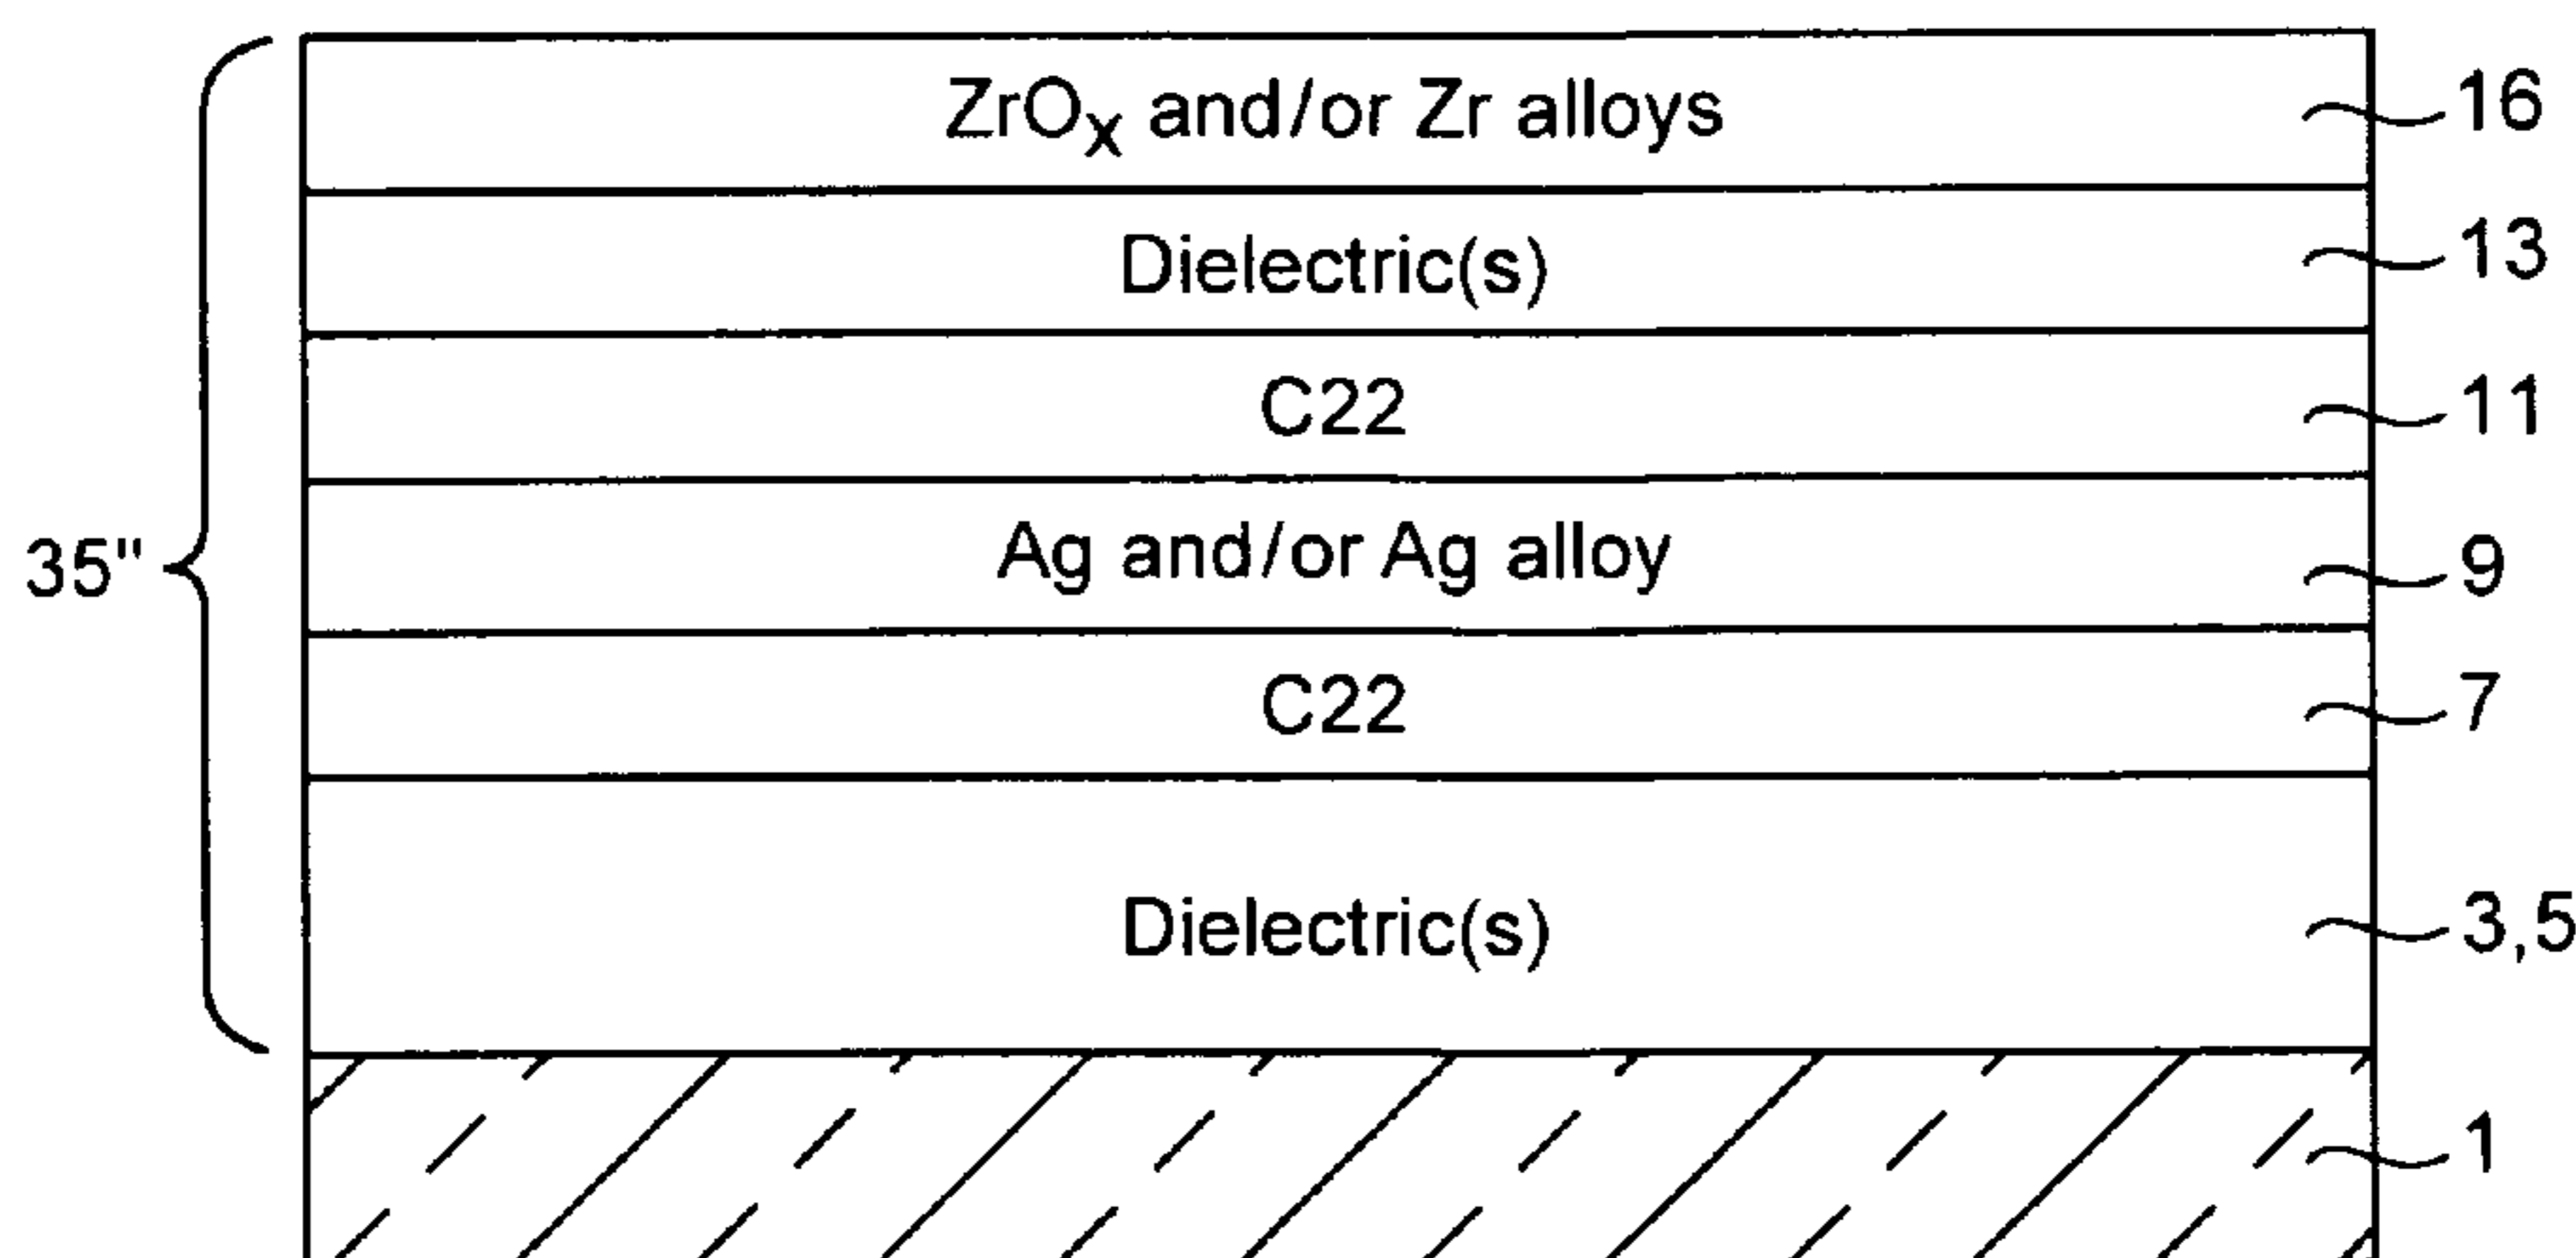 ZrOx and/or Zr alloys 16
Dielectric(s) 13
C22 11
Ag and/or Ag alloy 9
35"
C22 7
Dielectric(s) 3,5
1